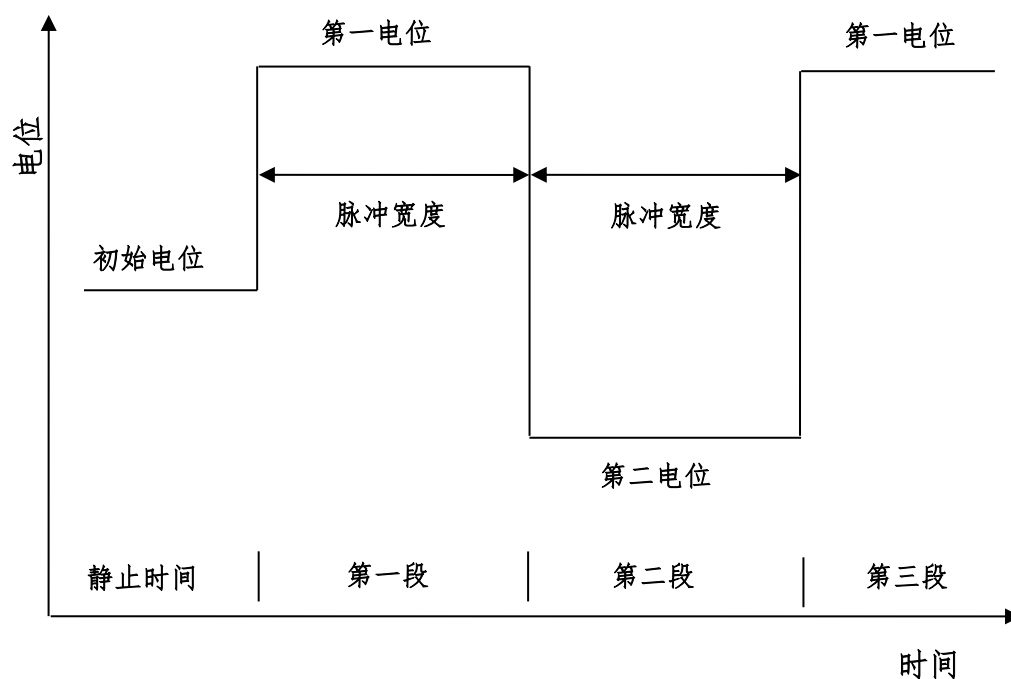 第一电位
第一电位
电位
脉冲宽度
脉冲宽度
初始电位
第二电位
静止时间
第一段
第二段
第三段
时间